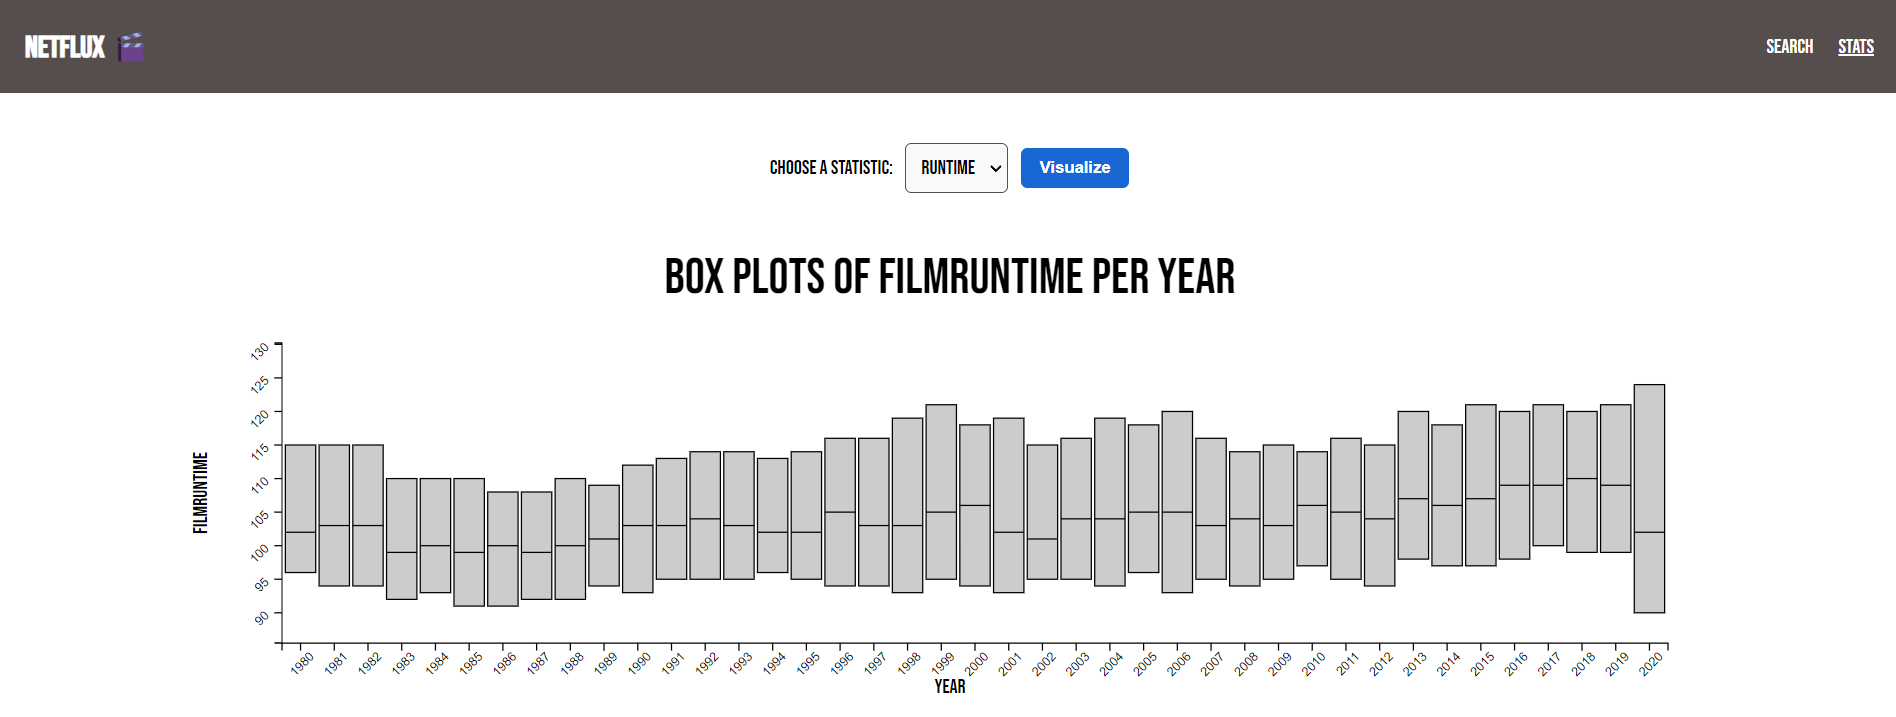 NETFLUX
SEARCH STATS
CHOOSE A STATISTIC: RUNTIME Visualize
BOX PLOTS OF FILMRUNTIME PER YEAR
130
125
120
115
110
105
100
95
90
FILMRUNTIME
1980 1981 1982 1983 1984 1985 1986 1987 1988 1989 1990 1991 1992 1993 1994 1995 1996 1997 1998 1999 2000 2001 2002 2003 2004 2005 2006 2007 2008 2009 2010 2011 2012 2013 2014 2015 2016 2017 2018 2019 2020
YEAR